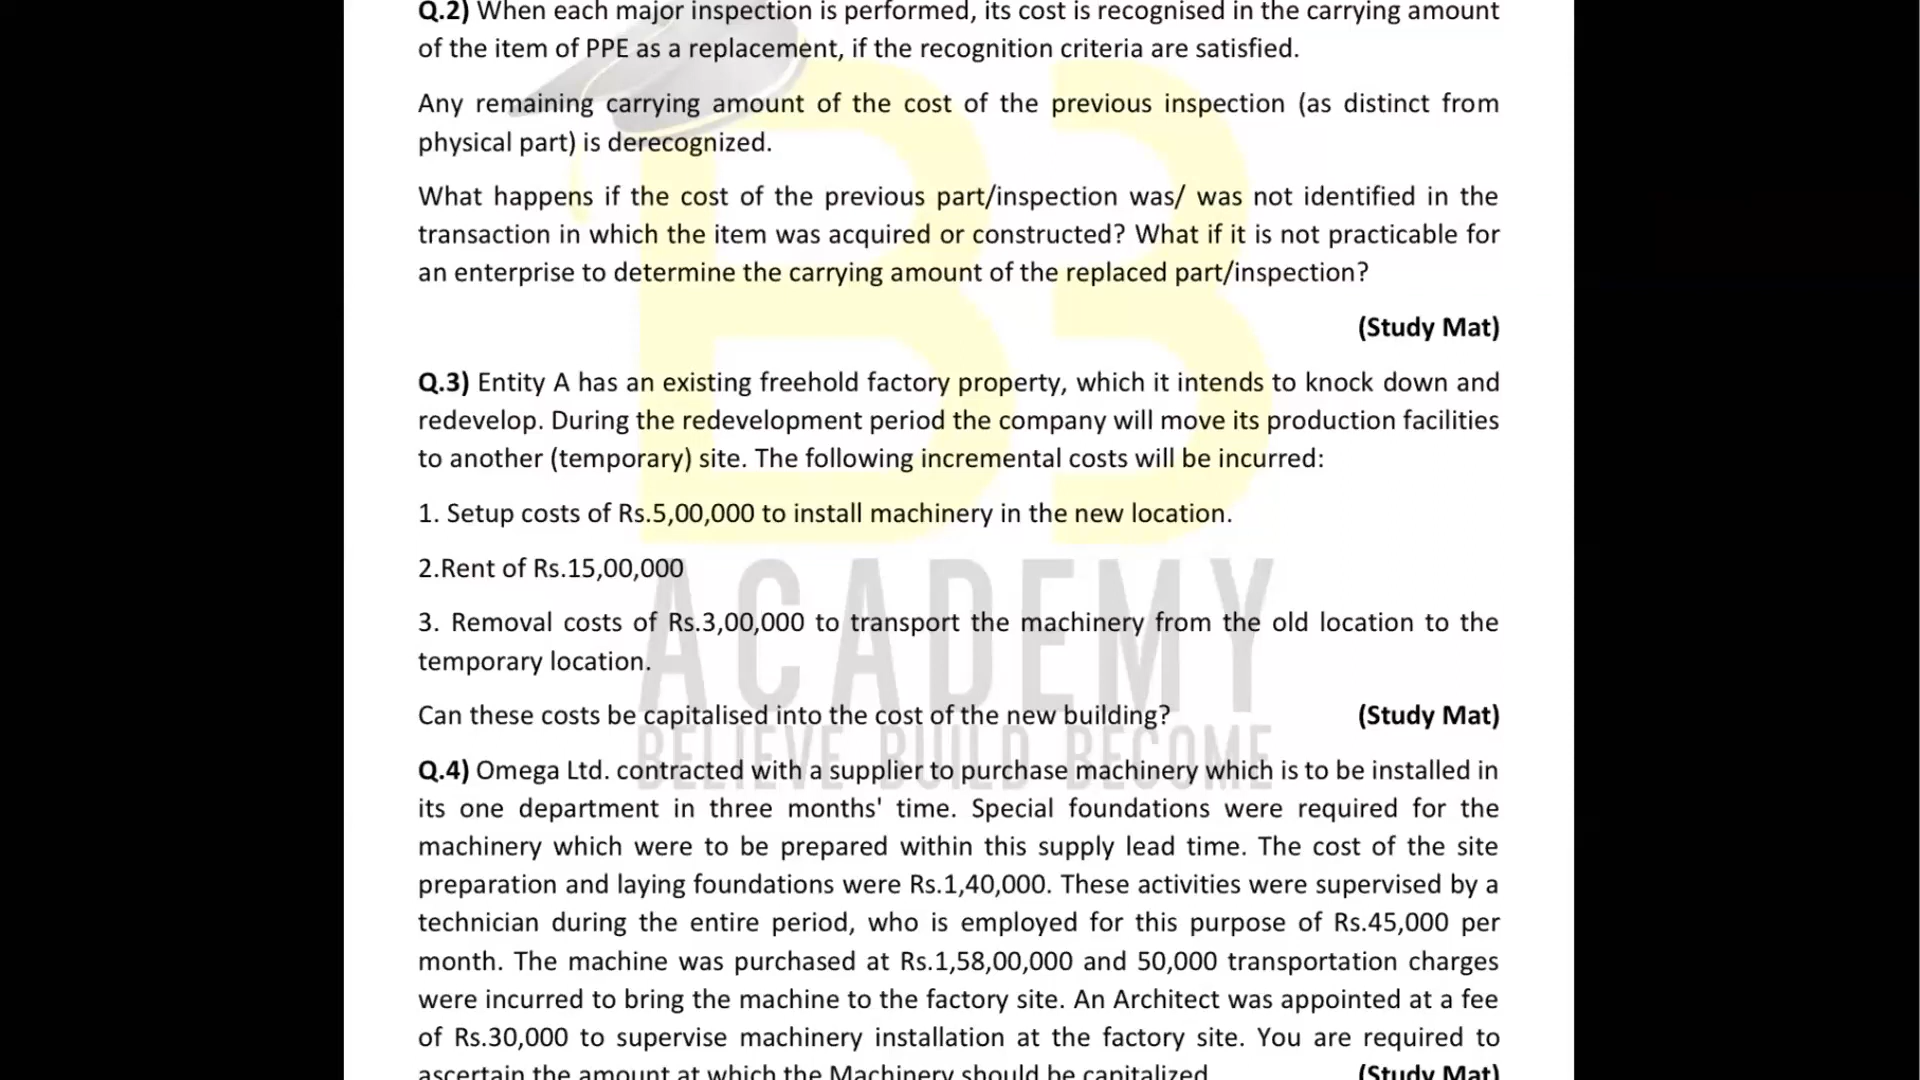 Q.2) When each major inspection is performed, its cost is recognised in the carrying amount
of the item of PPE as a replacement, if the recognition criteria are satisfied.
Any remaining carrying amount of the cost of the previous inspection (as distinct from
physical part) is derecognized.
What happens if the cost of the previous part/inspection was/ was not identified in the
transaction in which the item was acquired or constructed? What if it is not practicable for
an enterprise to determine the carrying amount of the replaced part/inspection?
(Study Mat)
Q.3) Entity A has an existing freehold factory property, which it intends to knock down and
redevelop. During the redevelopment period the company will move its production facilities
to another (temporary) site. The following incremental costs will be incurred:
1. Setup costs of Rs.5,00,000 to install machinery in the new location.
2.Rent of Rs.15,00,000
3. Removal costs of Rs.3,00,000 to transport the machinery from the old location to the
temporary location.
Can these costs be capitalised into the cost of the new building? (Study Mat)
Q.4) Omega Ltd. contracted with a supplier to purchase machinery which is to be installed in
its one department in three months' time. Special foundations were required for the
machinery which were to be prepared within this supply lead time. The cost of the site
preparation and laying foundations were Rs.1,40,000. These activities were supervised by a
technician during the entire period, who is employed for this purpose of Rs.45,000 per
month. The machine was purchased at Rs.1,58,00,000 and 50,000 transportation charges
were incurred to bring the machine to the factory site. An Architect was appointed at a fee
of Rs.30,000 to supervise machinery installation at the factory site. You are required to
ascertain the amount at which the Machinery should be capitalized (Study Mat)
B3
ACADEMY
BELIEVE BUILD BECOME